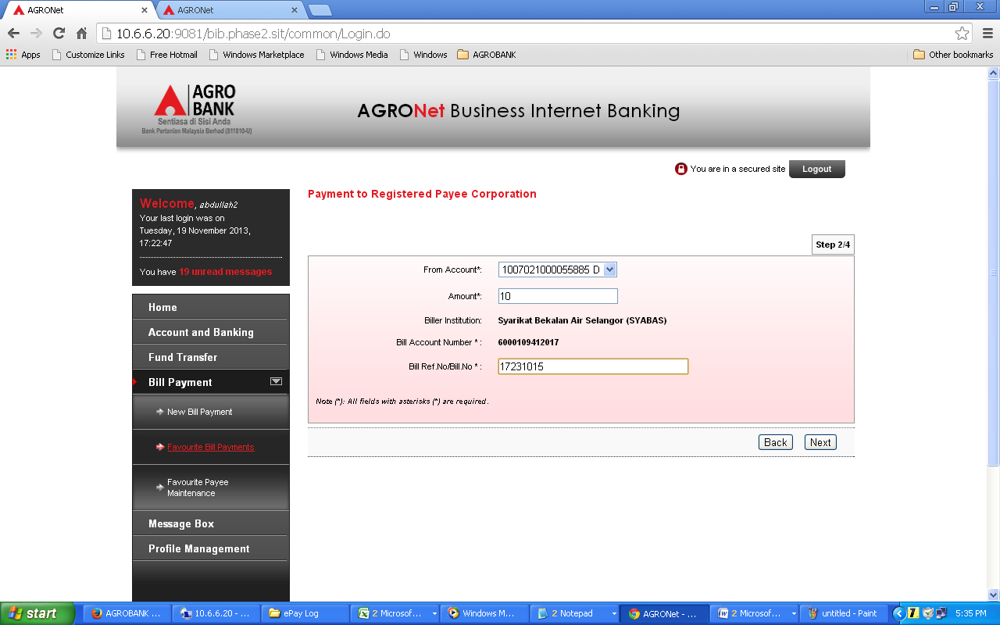 AGRONet
AGRONet
10.6.6.20:9081/bib.phase2.sit/common/Login.do
Apps
Customize Links
Free Hotmail
Windows Marketplace
Windows Media
Windows
AGROBANK
Other bookmarks
AGRO
BANK
Sentiasa di Sisi Anda
Bank Pertanian Malaysia Berhad (811810-U)
AGRONet Business Internet Banking
You are in a secured site
Logout
Welcome, abdullah2
Your last login was on
Tuesday, 19 November 2013,
17:22:47
You have 19 unread messages
Home
Account and Banking
Fund Transfer
Bill Payment
New Bill Payment
Favourite Bill Payments
Favourite Payee
Maintenance
Message Box
Profile Management
Payment to Registered Payee Corporation
Step 2/4
From Account*: 1007021000055885 D
Amount*: 10
Biller Institution: Syarikat Bekalan Air Selangor (SYABAS)
Bill Account Number * : 6000109412017
Bill Ref.No/Bill.No * : 17231015
Note (*): All fields with asterisks (*) are required.
Back
Next
start
AGROBANK ...
10.6.6.20 - ...
ePay Log
2 Microsof...
Windows M...
2 Notepad
AGRONet - ...
2 Microsof...
untitled - Paint
5:35 PM